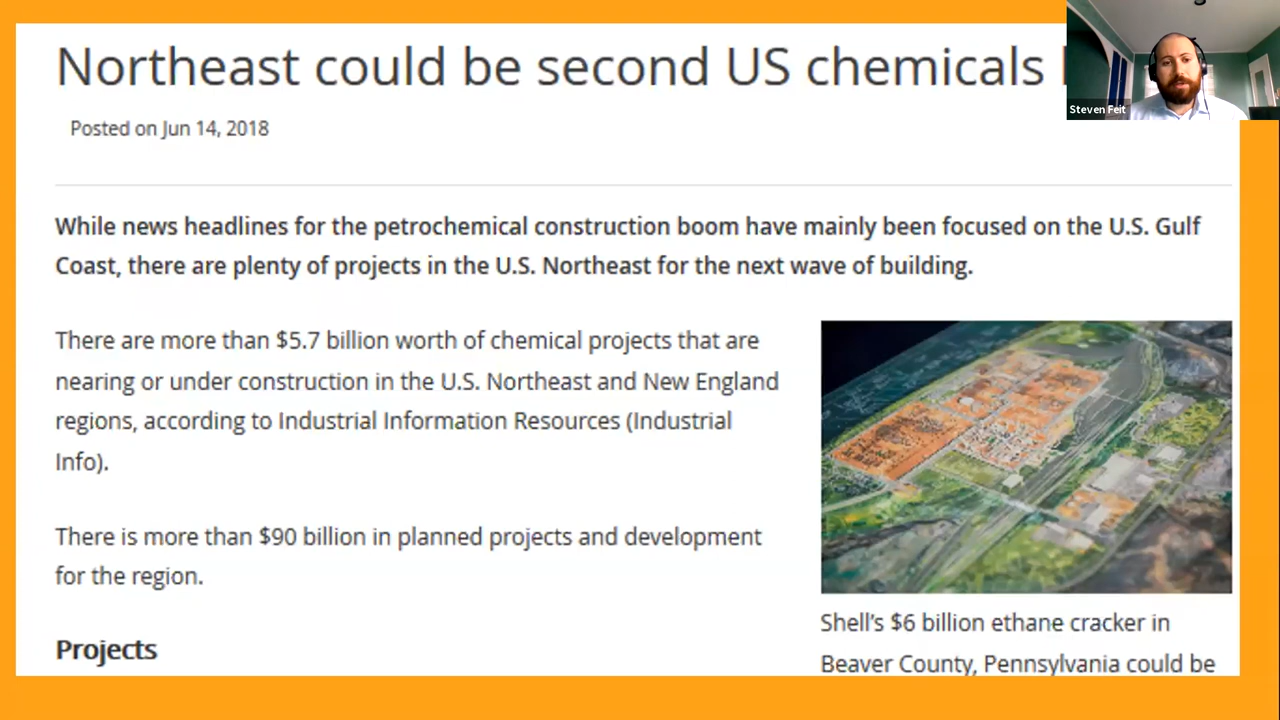 Northeast could be second US chemicals
Steven Feit
Posted on Jun 14, 2018
While news headlines for the petrochemical construction boom have mainly been focused on the U.S. Gulf
Coast, there are plenty of projects in the U.S. Northeast for the next wave of building.
There are more than $5.7 billion worth of chemical projects that are
nearing or under construction in the U.S. Northeast and New England
regions, according to Industrial Information Resources (Industrial
Info).
There is more than $90 billion in planned projects and development
for the region.
Projects
Shell's $6 billion ethane cracker in
Beaver County, Pennsylvania could be